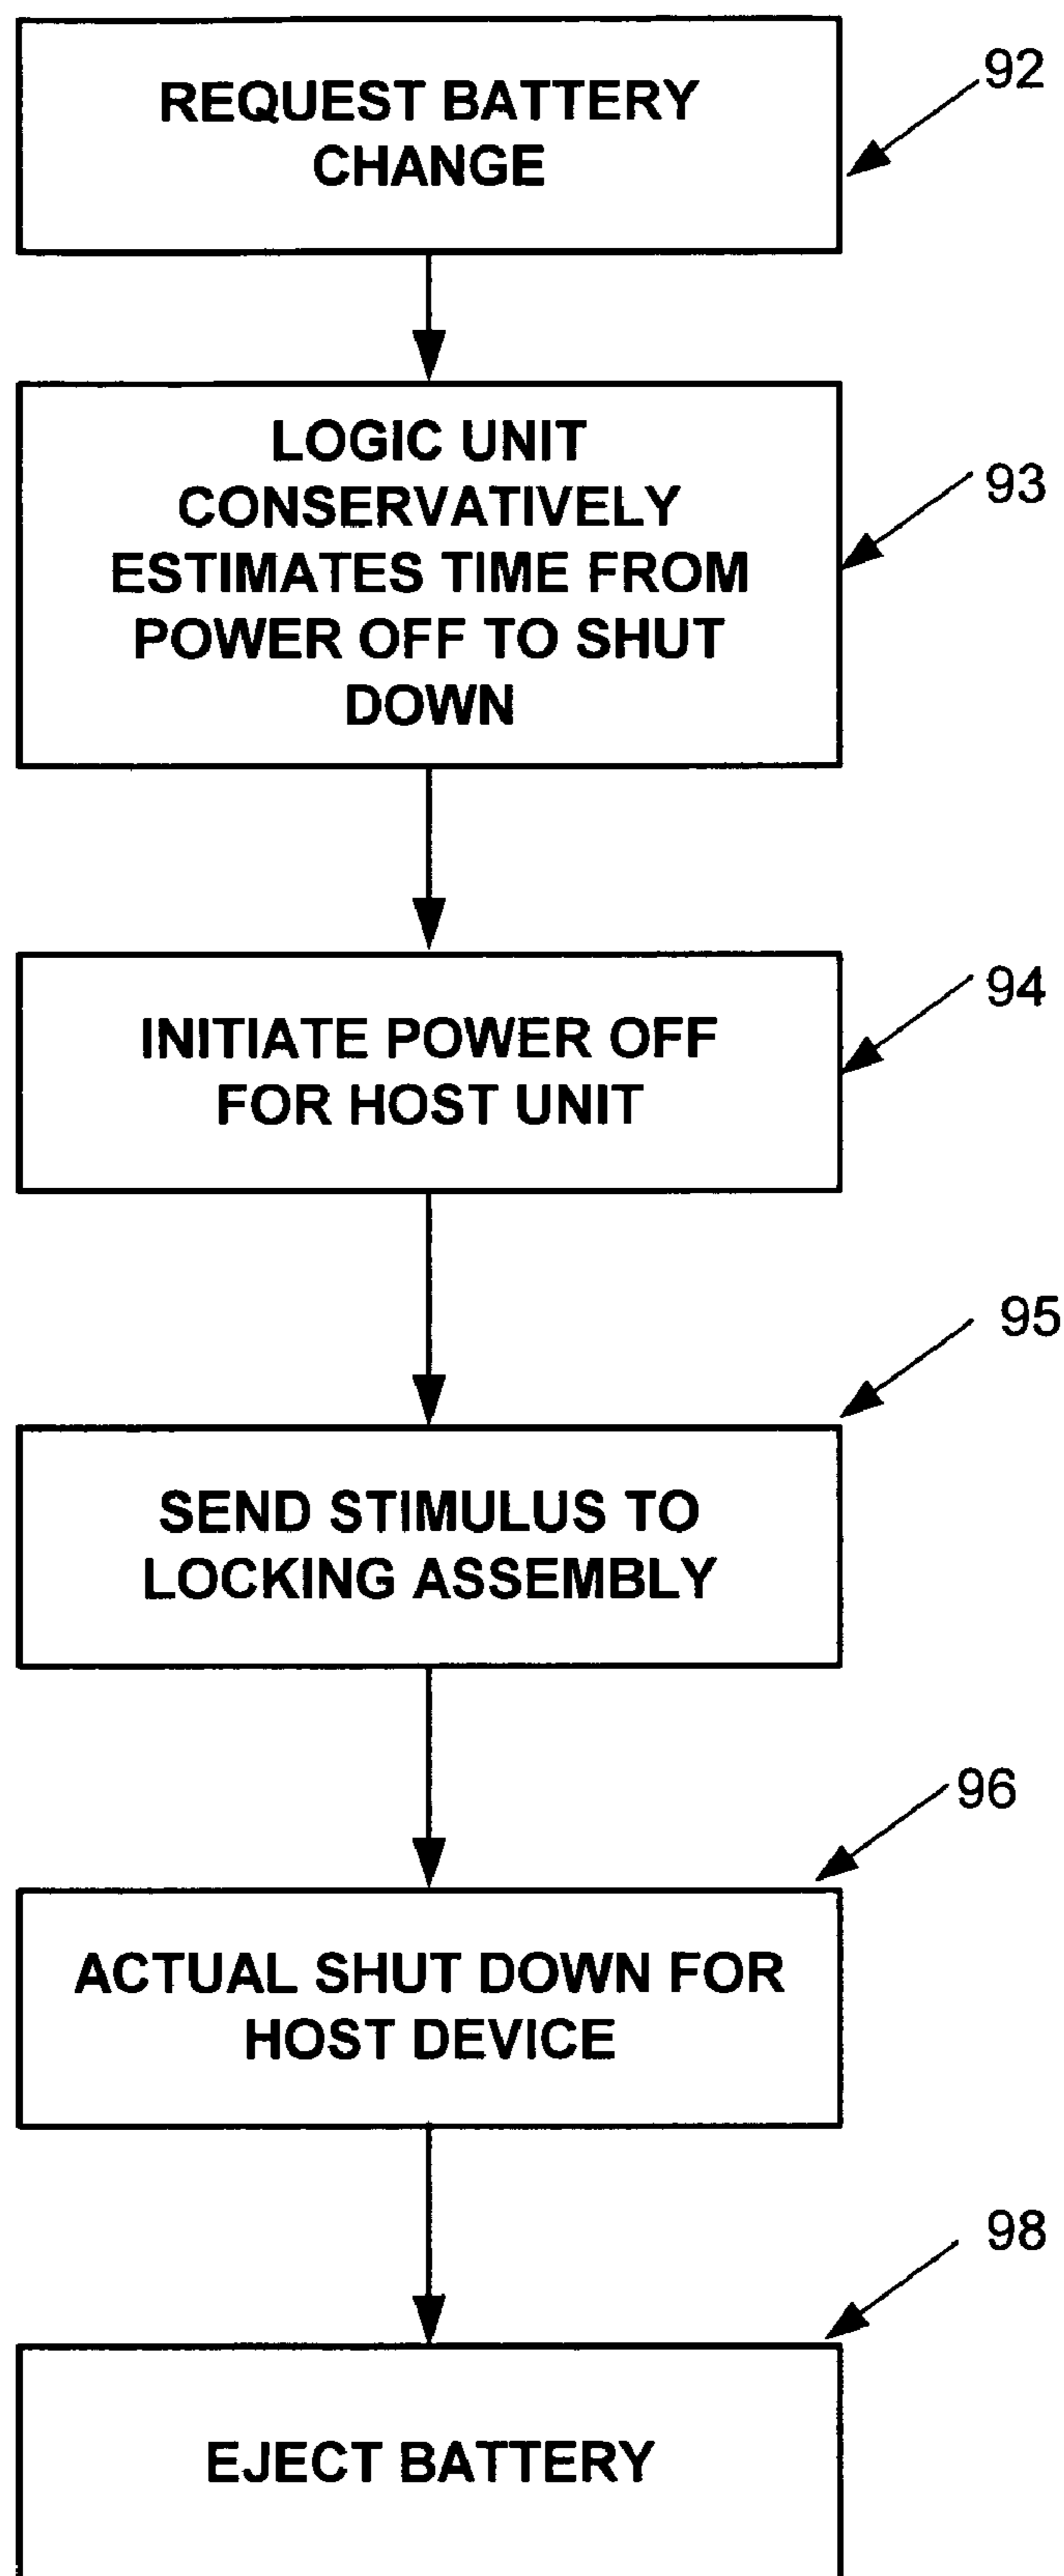 REQUEST BATTERY
CHANGE
92
LOGIC UNIT
CONSERVATIVELY
ESTIMATES TIME FROM
POWER OFF TO SHUT
DOWN
93
INITIATE POWER OFF
FOR HOST UNIT
94
SEND STIMULUS TO
LOCKING ASSEMBLY
95
ACTUAL SHUT DOWN FOR
HOST DEVICE
96
EJECT BATTERY
98